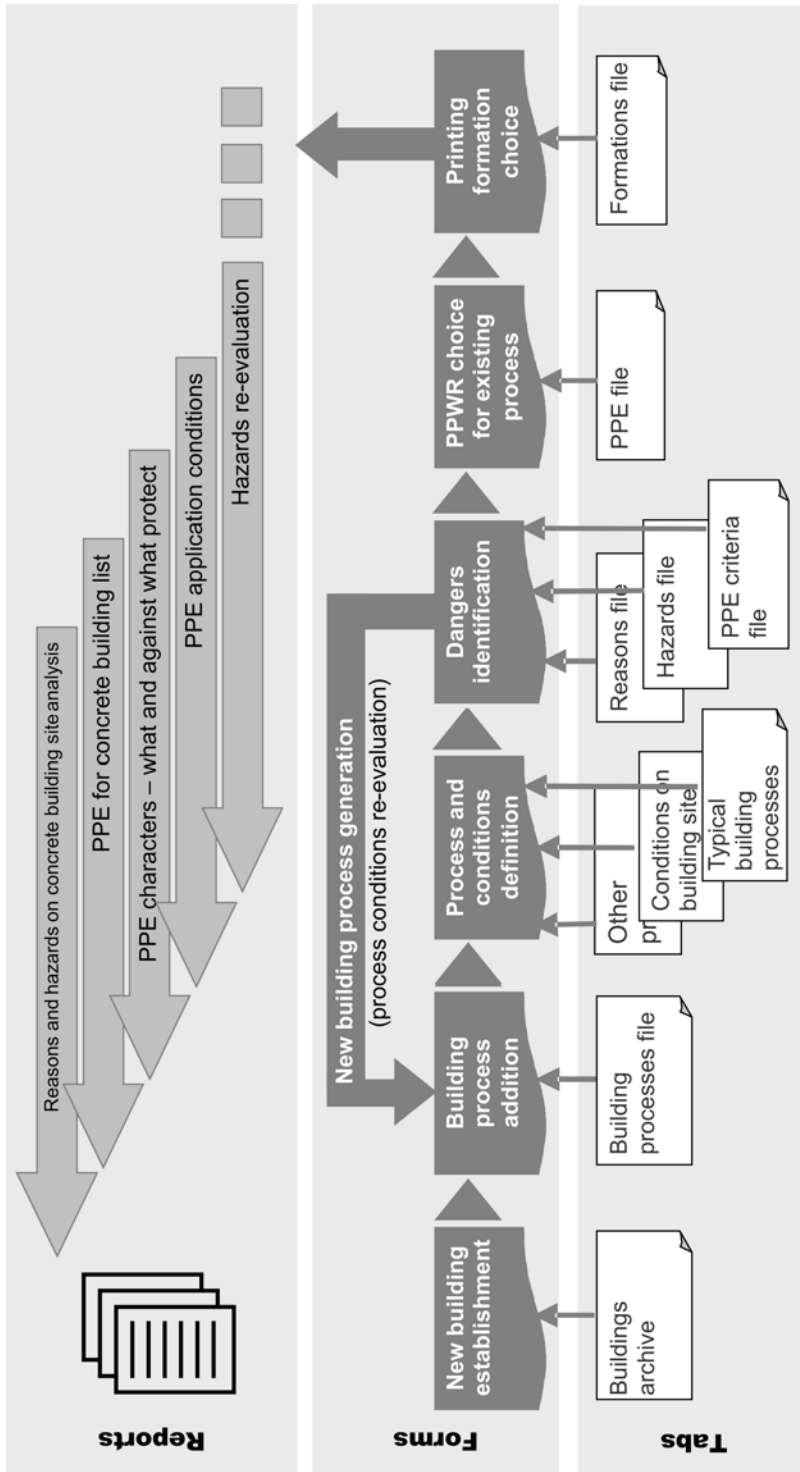 Reports
Reasons and hazards on concrete building site analysis
PPE for concrete building list
PPE characters – what and against what protect
PPE application conditions
Hazards re-evaluation
Forms
New building process generation
(process conditions re-evaluation)
New building
establishment
Building
process
addition
Process and
conditions
definition
Dangers
identification
PPWR choice
for existing
process
Printing
formation
choice
Tabs
Buildings
archive
Building
processes file
Other
pr
Conditions on
building site
Typical
building
processes
Reasons file
Hazards file
PPE criteria
file
PPE file
Formations file